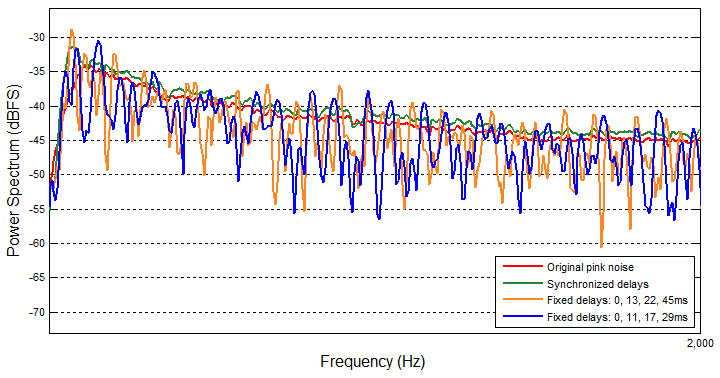 Power Spectrum (dBFS)
-30
-35
-40
-45
-50
-55
-60
-65
-70
Original pink noise
Synchronized delays
Fixed delays: 0, 13, 22, 45ms
Fixed delays: 0, 11, 17, 29ms
2,000
Frequency (Hz)